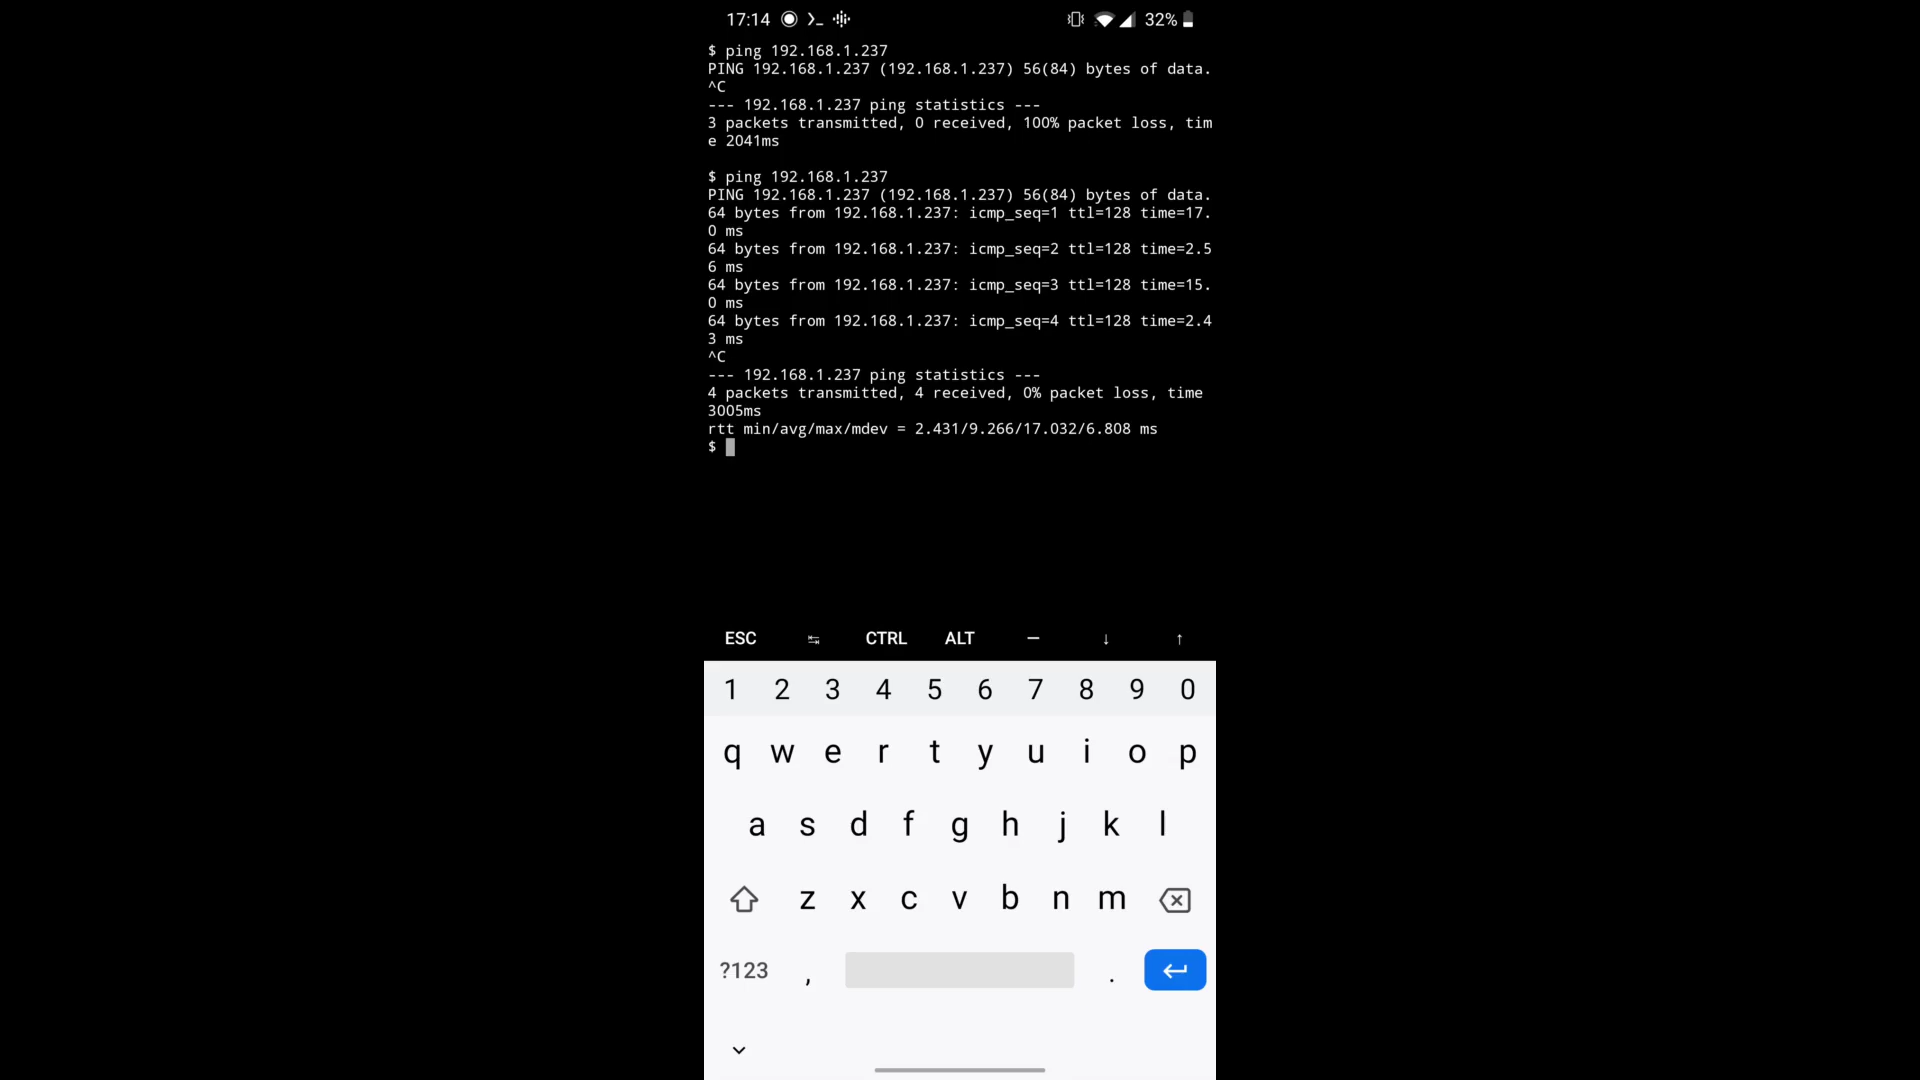 17:14 32%
$ ping 192.168.1.237
PING 192.168.1.237 (192.168.1.237) 56(84) bytes of data.
^C
--- 192.168.1.237 ping statistics ---
3 packets transmitted, 0 received, 100% packet loss, tim
e 2041ms
$ ping 192.168.1.237
PING 192.168.1.237 (192.168.1.237) 56(84) bytes of data.
64 bytes from 192.168.1.237: icmp_seq=1 ttl=128 time=17.
0 ms
64 bytes from 192.168.1.237: icmp_seq=2 ttl=128 time=2.5
6 ms
64 bytes from 192.168.1.237: icmp_seq=3 ttl=128 time=15.
0 ms
64 bytes from 192.168.1.237: icmp_seq=4 ttl=128 time=2.4
3 ms
^C
--- 192.168.1.237 ping statistics ---
4 packets transmitted, 4 received, 0% packet loss, time
3005ms
rtt min/avg/max/mdev = 2.431/9.266/17.032/6.808 ms
$
ESC ↹ CTRL ALT — ↓ ↑
1 2 3 4 5 6 7 8 9 0
q w e r t y u i o p
a s d f g h j k l
z x c v b n m
?123 , .